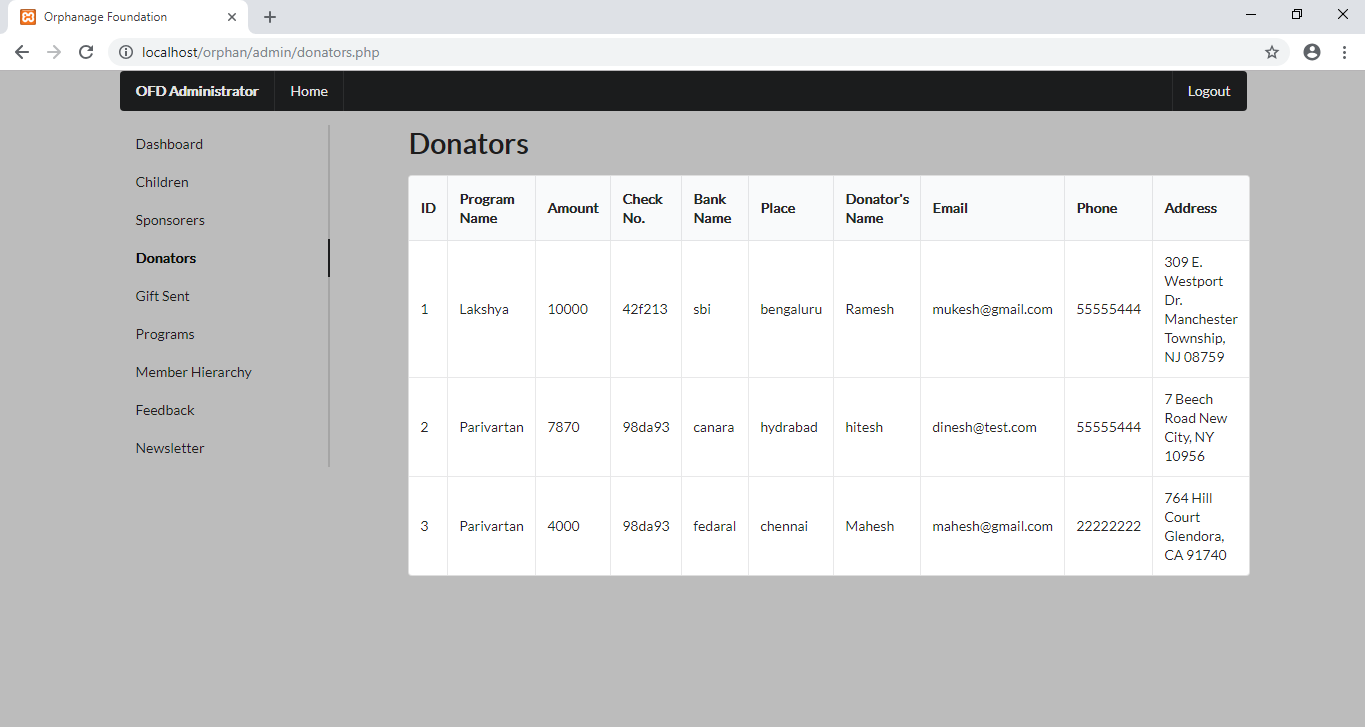 Orphanage Foundation
localhost/orphan/admin/donators.php
OFD Administrator Home Logout
Dashboard
Children
Sponsorers
Donators
Gift Sent
Programs
Member Hierarchy
Feedback
Newsletter
Donators
ID Program Name Amount Check No. Bank Name Place Donator's Name Email Phone Address
1 Lakshya 10000 42f213 sbi bengaluru Ramesh mukesh@gmail.com 55555444 309 E. Westport Dr. Manchester Township, NJ 08759
2 Parivartan 7870 98da93 canara hydrabad hitesh dinesh@test.com 55555444 7 Beech Road New City, NY 10956
3 Parivartan 4000 98da93 fedaral chennai Mahesh mahesh@gmail.com 22222222 764 Hill Court Glendora, CA 91740